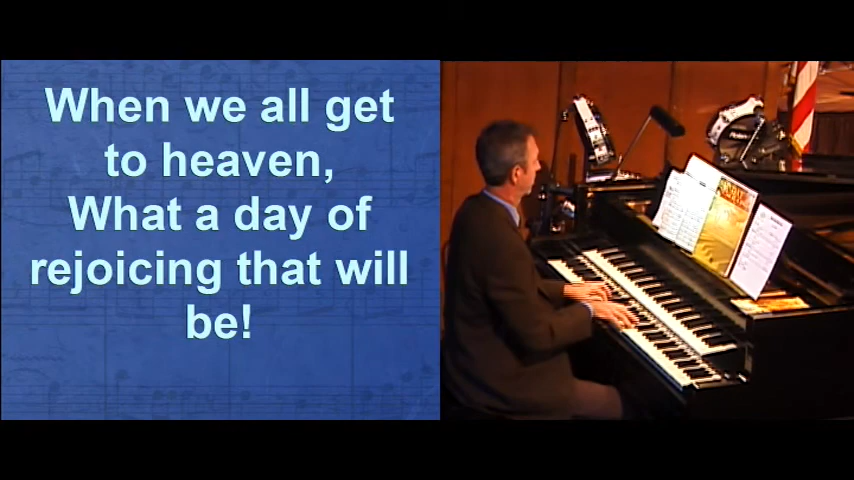 When we all get
to heaven,
What a day of
rejoicing that will
be!